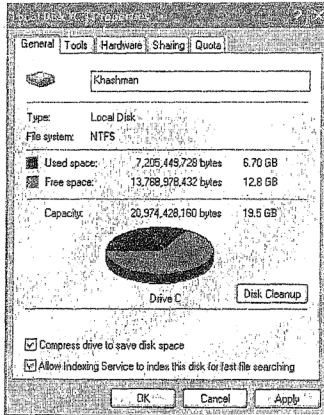 Local Disk (C:) Properties
General Tools Hardware Sharing Quota
Khashman
Type: Local Disk
File system: NTFS
Used space: 7,205,449,728 bytes 6.70 GB
Free space: 13,768,978,432 bytes 12.8 GB
Capacity: 20,974,428,160 bytes 19.5 GB
Drive C
Disk Cleanup
Compress drive to save disk space
Allow Indexing Service to index this disk for fast file searching
OK Cancel Apply